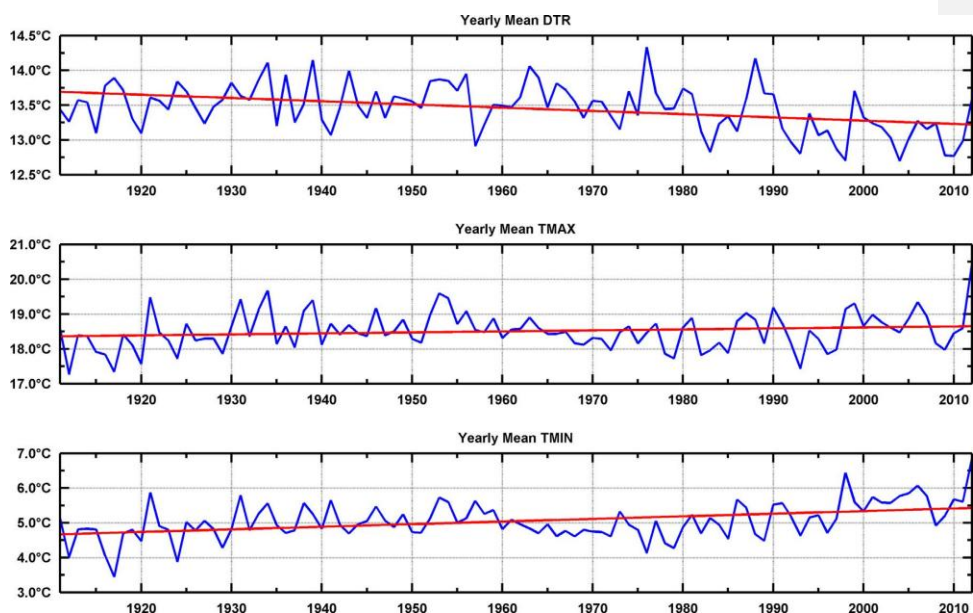 Yearly Mean DTR
14.5°C
14.0°C
13.5°C
13.0°C
12.5°C
1920 1930 1940 1950 1960 1970 1980 1990 2000 2010
Yearly Mean TMAX
21.0°C
20.0°C
19.0°C
18.0°C
17.0°C
1920 1930 1940 1950 1960 1970 1980 1990 2000 2010
Yearly Mean TMIN
7.0°C
6.0°C
5.0°C
4.0°C
3.0°C
1920 1930 1940 1950 1960 1970 1980 1990 2000 2010